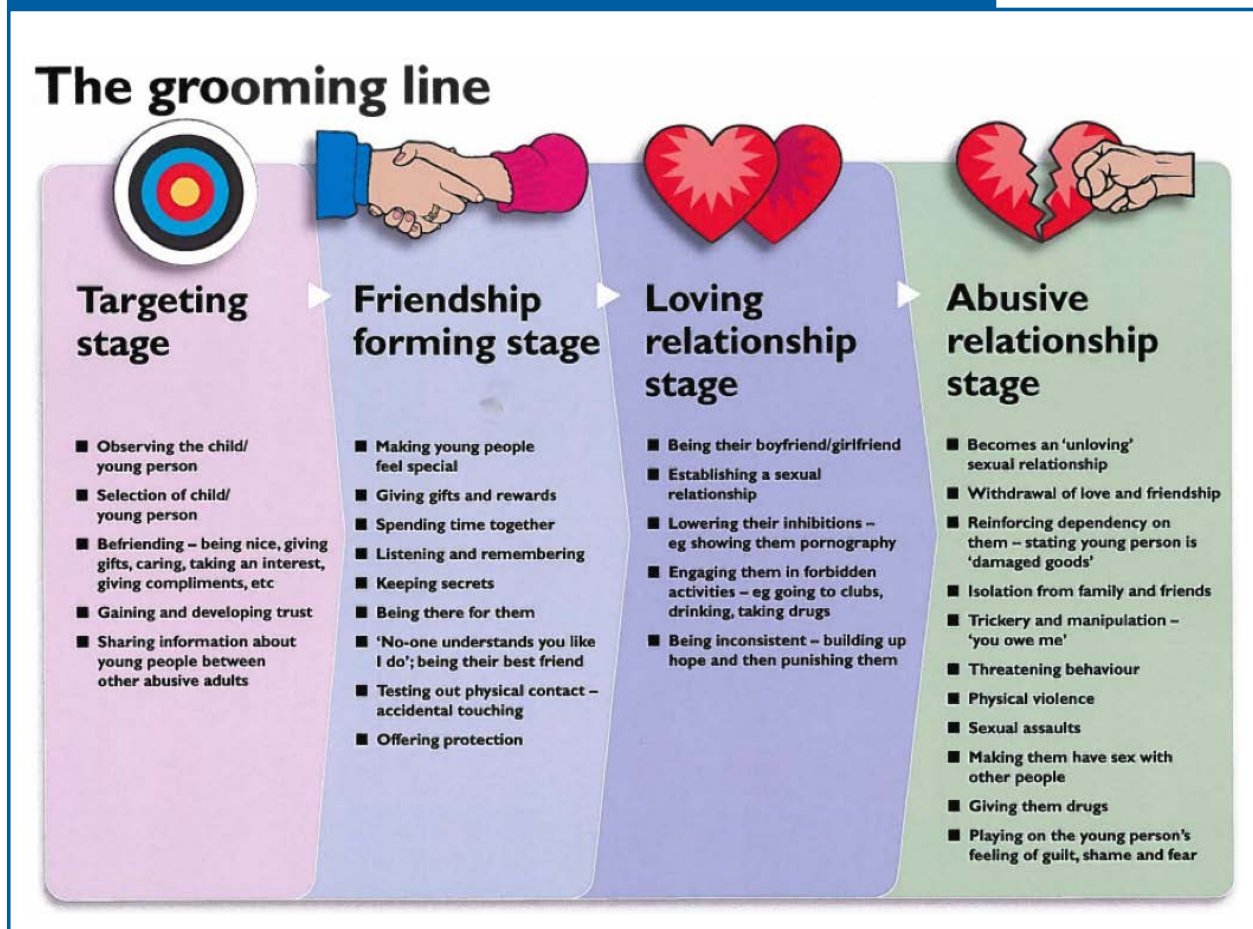 The grooming line
Targeting
stage
■ Observing the child/
young person
■ Selection of child/
young person
■ Befriending – being nice, giving
gifts, caring, taking an interest,
giving compliments, etc
■ Gaining and developing trust
■ Sharing information about
young people between
other abusive adults
Friendship
forming stage
■ Making young people
feel special
■ Giving gifts and rewards
■ Spending time together
■ Listening and remembering
■ Keeping secrets
■ Being there for them
■ ‘No-one understands you like
I do’; being their best friend
■ Testing out physical contact –
accidental touching
■ Offering protection
Loving
relationship
stage
■ Being their boyfriend/girlfriend
■ Establishing a sexual
relationship
■ Lowering their inhibitions –
eg showing them pornography
■ Engaging them in forbidden
activities – eg going to clubs,
drinking, taking drugs
■ Being inconsistent – building up
hope and then punishing them
Abusive
relationship
stage
■ Becomes an ‘unloving’
sexual relationship
■ Withdrawal of love and friendship
■ Reinforcing dependency on
them – stating young person is
‘damaged goods’
■ Isolation from family and friends
■ Trickery and manipulation –
‘you owe me’
■ Threatening behaviour
■ Physical violence
■ Sexual assaults
■ Making them have sex with
other people
■ Giving them drugs
■ Playing on the young person’s
feeling of guilt, shame and fear